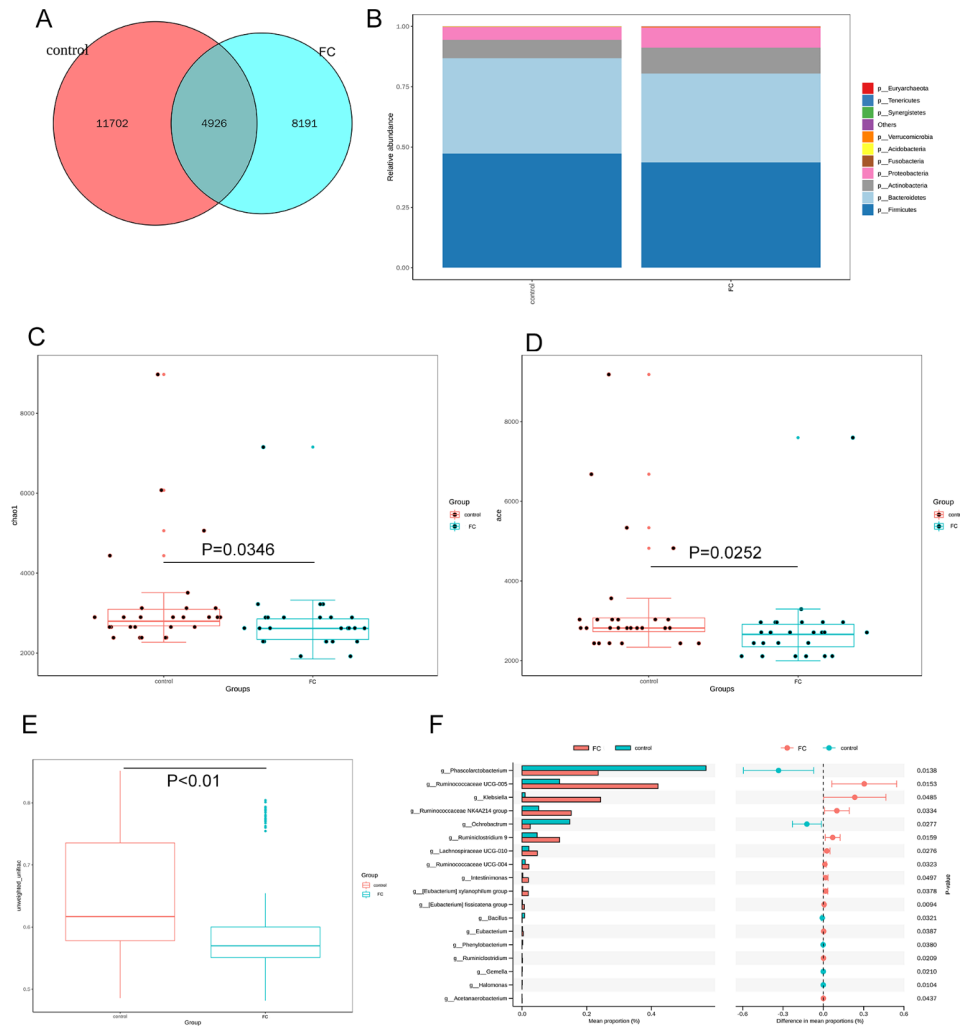 A
control
FC
11702
4926
8191
B
1.00
0.75
0.50
0.25
0.00
Relative abundance
control
FC
p__Euryarchaeota
p__Tenericutes
p__Synergistetes
Others
p__Verrucomicrobia
p__Acidobacteria
p__Fusobacteria
p__Proteobacteria
p__Actinobacteria
p__Bacteroidetes
p__Firmicutes
C
8000
6000
4000
2000
chao1
P=0.0346
control
FC
Groups
Group
control
FC
D
8000
6000
4000
2000
ace
P=0.0252
control
FC
Groups
Group
contr
FC
E
0.8
0.7
0.6
0.5
unweighted_unifrac
P<0.01
control
FC
Group
Group
control
FC
F
FC
control
FC
control
g__Phascolarctobacterium
0.0138
g__Ruminococcaceae UCG-005
0.0153
g__Klebsiella
0.0485
g__Ruminococcaceae NK4A214 group
0.0334
g__Ochrobactrum
0.0277
g__Ruminiclostridium 9
0.0159
g__Lachnospiraceae UCG-010
0.0276
g__Ruminococcaceae UCG-004
0.0323
g__Intestinimonas
0.0497
g__[Eubacterium] xylanophilum group
0.0378
g__[Eubacterium] fissicatena group
0.0094
g__Bacillus
0.0321
g__Eubacterium
0.0387
g__Phenylobacterium
0.0380
g__Ruminiclostridium
0.0209
g__Gemella
0.0210
g__Halomonas
0.0104
g__Acetanaerobacterium
0.0437
P-value
0.0
0.2
0.4
Mean proportion (%)
-0.6
-0.3
0.0
0.3
0.6
Difference in mean proportions (%)